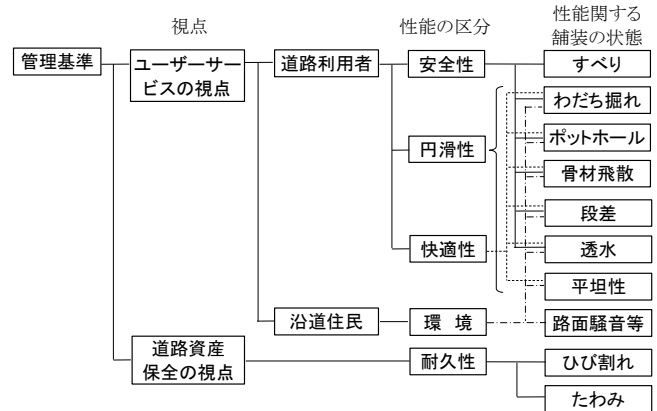 視点
性能の区分
性能関する
舗装の状態
管理基準
ユーザーサー
ビスの視点
道路利用者
安全性
すべり
わだち掘れ
円滑性
ポットホール
骨材飛散
段差
快適性
透水
平坦性
沿道住民
環 境
路面騒音等
道路資産
保全の視点
耐久性
ひび割れ
たわみ